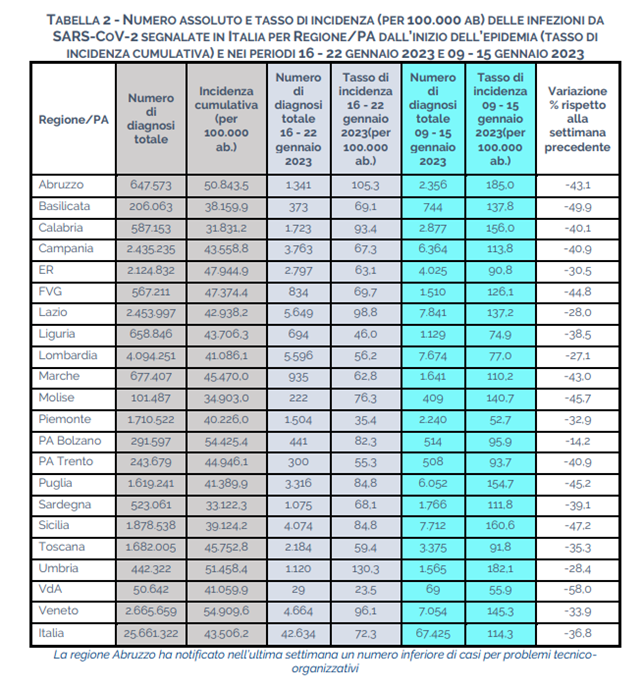 TABELLA 2 - NUMERO ASSOLUTO E TASSO DI INCIDENZA (PER 100.000 AB) DELLE INFEZIONI DA
SARS-COV-2 SEGNALATE IN ITALIA PER REGIONE/PA DALL'INIZIO DELL'EPIDEMIA (TASSO DI
INCIDENZA CUMULATIVA) E NEI PERIODI 16 - 22 GENNAIO 2023 E 09 - 15 GENNAIO 2023
Regione/PA | Numero di diagnosi totale | Incidenza cumulativa (per 100.000 ab.) | Numero di diagnosi totale 16 - 22 gennaio 2023 | Tasso di incidenza 16 - 22 gennaio 2023(per 100.000 ab.) | Numero di diagnosi totale 09 - 15 gennaio 2023 | Tasso di incidenza 09 - 15 gennaio 2023(per 100.000 ab.) | Variazione % rispetto alla settimana precedente
Abruzzo 647.573 50.843,5 1.341 105,3 2.356 185,0 -43,1
Basilicata 206.063 38.159,9 373 69,1 744 137,8 -49,9
Calabria 587.153 31.831,2 1.723 93,4 2.877 156,0 -40,1
Campania 2.435.235 43.558,8 3.763 67,3 6.364 113,8 -40,9
ER 2.124.832 47.944,9 2.797 63,1 4.025 90,8 -30,5
FVG 567.211 47.374,4 834 69,7 1.510 126,1 -44,8
Lazio 2.453.997 42.938,2 5.649 98,8 7.841 137,2 -28,0
Liguria 658.846 43.706,3 694 46,0 1.129 74,9 -38,5
Lombardia 4.094.251 41.086,1 5.596 56,2 7.674 77,0 -27,1
Marche 677.407 45.470,0 935 62,8 1.641 110,2 -43,0
Molise 101.487 34.903,0 222 76,3 409 140,7 -45,7
Piemonte 1.710.522 40.226,0 1.504 35,4 2.240 52,7 -32,9
PA Bolzano 291.597 54.425,4 441 82,3 514 95,9 -14,2
PA Trento 243.679 44.946,1 300 55,3 508 93,7 -40,9
Puglia 1.619.241 41.389,9 3.316 84,8 6.052 154,7 -45,2
Sardegna 523.061 33.122,3 1.075 68,1 1.766 111,8 -39,1
Sicilia 1.878.538 39.124,2 4.074 84,8 7.712 160,6 -47,2
Toscana 1.682.005 45.752,8 2.184 59,4 3.375 91,8 -35,3
Umbria 442.322 51.458,4 1.120 130,3 1.565 182,1 -28,4
VdA 50.642 41.059,9 29 23,5 69 55,9 -58,0
Veneto 2.665.659 54.909,6 4.664 96,1 7.054 145,3 -33,9
Italia 25.661.322 43.506,2 42.634 72,3 67.425 114,3 -36,8
La regione Abruzzo ha notificato nell'ultima settimana un numero inferiore di casi per problemi tecnico-
organizzativi